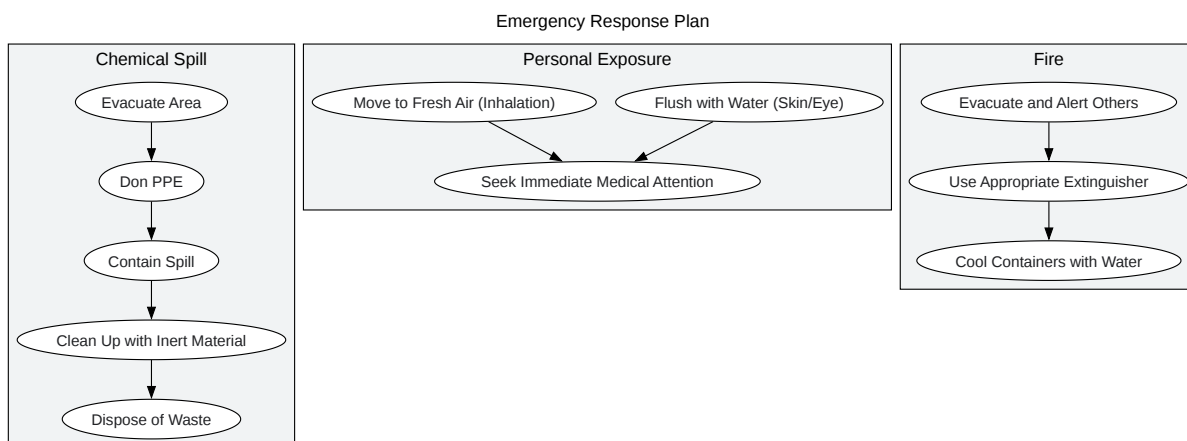 Emergency Response Plan
Chemical Spill
Evacuate Area
Don PPE
Contain Spill
Clean Up with Inert Material
Dispose of Waste
Personal Exposure
Move to Fresh Air (Inhalation)
Flush with Water (Skin/Eye)
Seek Immediate Medical Attention
Fire
Evacuate and Alert Others
Use Appropriate Extinguisher
Cool Containers with Water